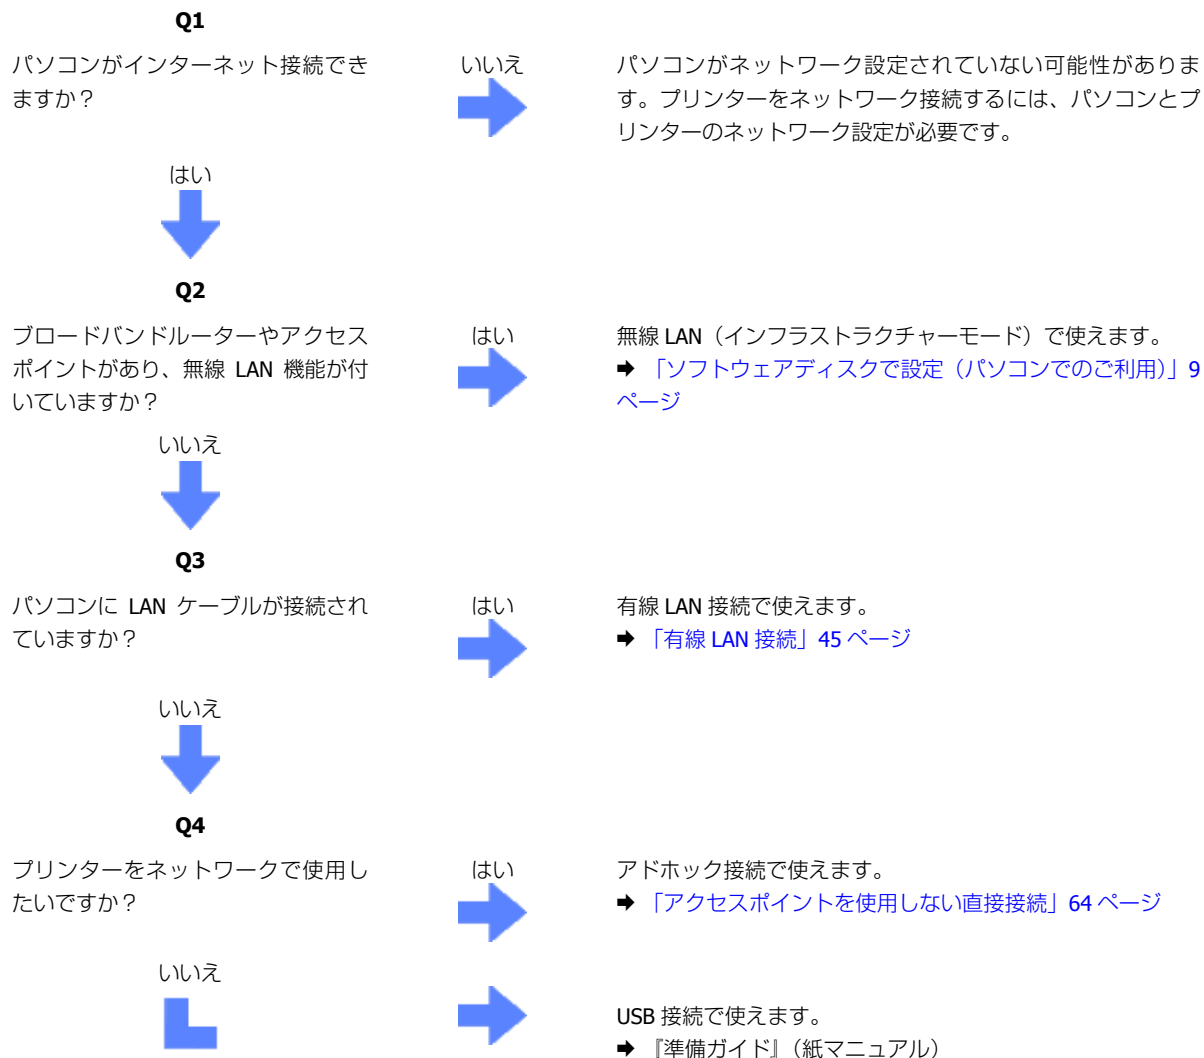 Q1
パソコンがインターネット接続でき
ますか？
いいえ
パソコンがネットワーク設定されていない可能性がありま
す。プリンターをネットワーク接続するには、パソコンとプ
リンターのネットワーク設定が必要です。
はい
Q2
ブロードバンドルーターやアクセス
ポイントがあり、無線 LAN 機能が付
いていますか？
はい
無線 LAN（インフラストラクチャーモード）で使えます。
➡ 「ソフトウェアディスクで設定（パソコンでのご利用）」9
ページ
いいえ
Q3
パソコンに LAN ケーブルが接続され
ていますか？
はい
有線 LAN 接続で使えます。
➡ 「有線 LAN 接続」45 ページ
いいえ
Q4
プリンターをネットワークで使用し
たいですか？
はい
アドホック接続で使えます。
➡ 「アクセスポイントを使用しない直接接続」64 ページ
いいえ
USB 接続で使えます。
➡ 『準備ガイド』（紙マニュアル）